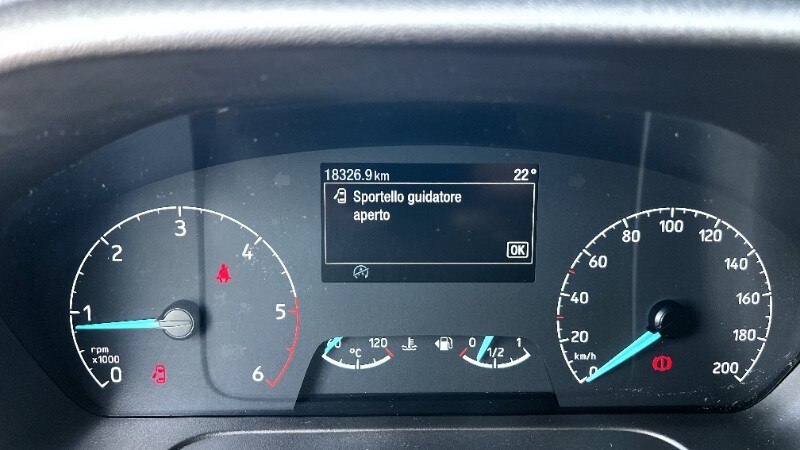 18326.9 km 22°
Sportello guidatore
aperto
OK
0 1 2 3 4 5 6
rpm
x1000
60 120
°C
0 1/2 1
0 20 40 60 80 100 120 140 160 180 200
km/h